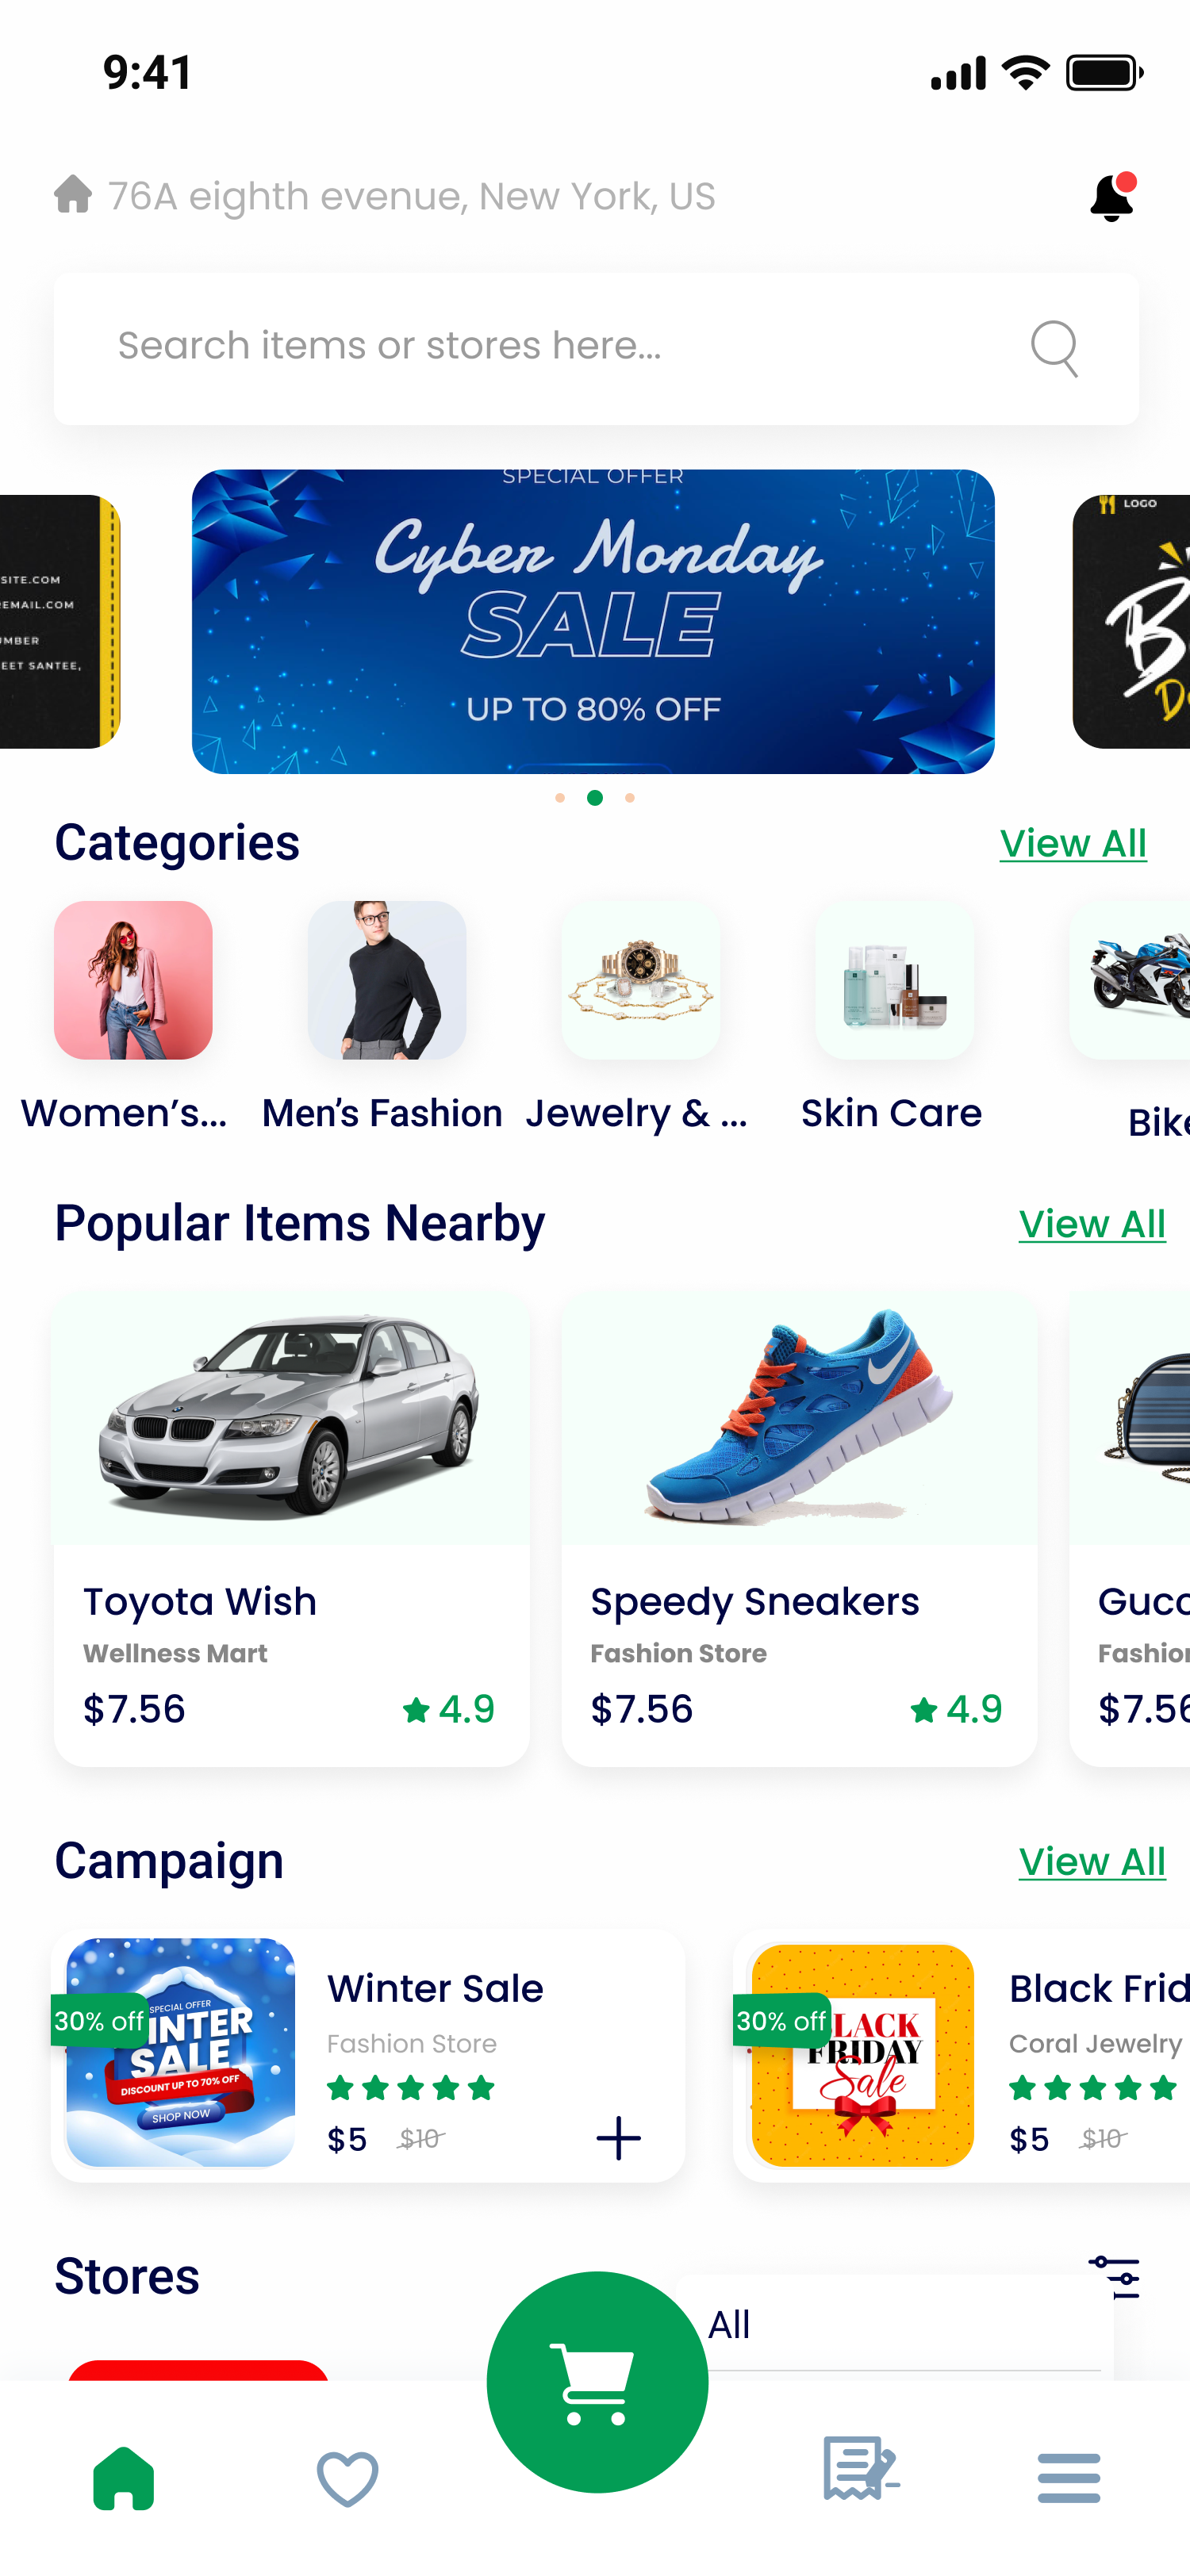 9:41
76A eighth evenue, New York, US
Search items or stores here...
SITE.COM
EMAIL.COM
UMBER
EET SANTEE,
SPECIAL OFFER
Cyber Monday
SALE
UP TO 80% OFF
LOGO
Categories
View All
Women's...
Men's Fashion
Jewelry & ...
Skin Care
Bike
Popular Items Nearby
View All
Toyota Wish
Wellness Mart
$7.56
4.9
Speedy Sneakers
Fashion Store
$7.56
4.9
Gucc
Fashion
$7.56
Campaign
View All
30% off
SPECIAL OFFER
INTER
SALE
DISCOUNT UP TO 70% OFF
SHOP NOW
Winter Sale
Fashion Store
$5
$10
30% off
LACK
FRIDAY
Sale
Black Frid
Coral Jewelry
$5
$10
Stores
All